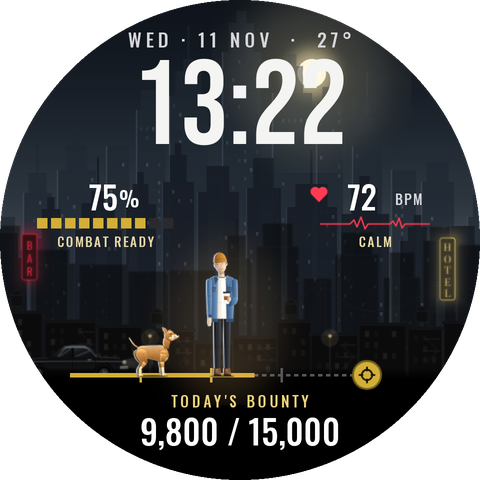 WED · 11 NOV · 27°
13:22
75%
COMBAT READY
72 BPM
CALM
BAR
HOTEL
TODAY'S BOUNTY
9,800 / 15,000